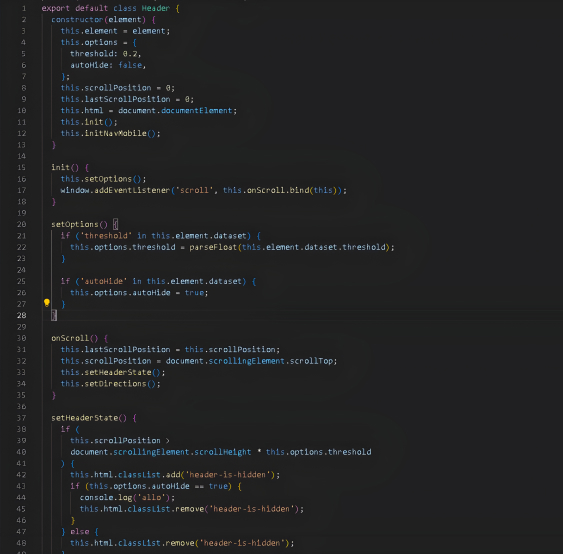 1 export default class Header {
2 constructor(element) {
3 this.element = element;
4 this.options = {
5 threshold: 0.2,
6 autoHide: false,
7 };
8 this.scrollPosition = 0;
9 this.lastScrollPosition = 0;
10 this.html = document.documentElement;
11 this.init();
12 this.initNavMobile();
13 }
14
15 init() {
16 this.setOptions();
17 window.addEventListener('scroll', this.onScroll.bind(this));
18 }
19
20 setOptions() {
21 if ('threshold' in this.element.dataset) {
22 this.options.threshold = parseFloat(this.element.dataset.threshold);
23 }
24
25 if ('autoHide' in this.element.dataset) {
26 this.options.autoHide = true;
27 }
28 }
29
30 onScroll() {
31 this.lastScrollPosition = this.scrollPosition;
32 this.scrollPosition = document.scrollingElement.scrollTop;
33 this.setHeaderState();
34 this.setDirections();
35 }
36
37 setHeaderState() {
38 if (
39 this.scrollPosition >
40 document.scrollingElement.scrollHeight * this.options.threshold
41 ) {
42 this.html.classList.add('header-is-hidden');
43 if (this.options.autoHide == true) {
44 console.log('allo');
45 this.html.classList.remove('header-is-hidden');
46 }
47 } else {
48 this.html.classList.remove('header-is-hidden');